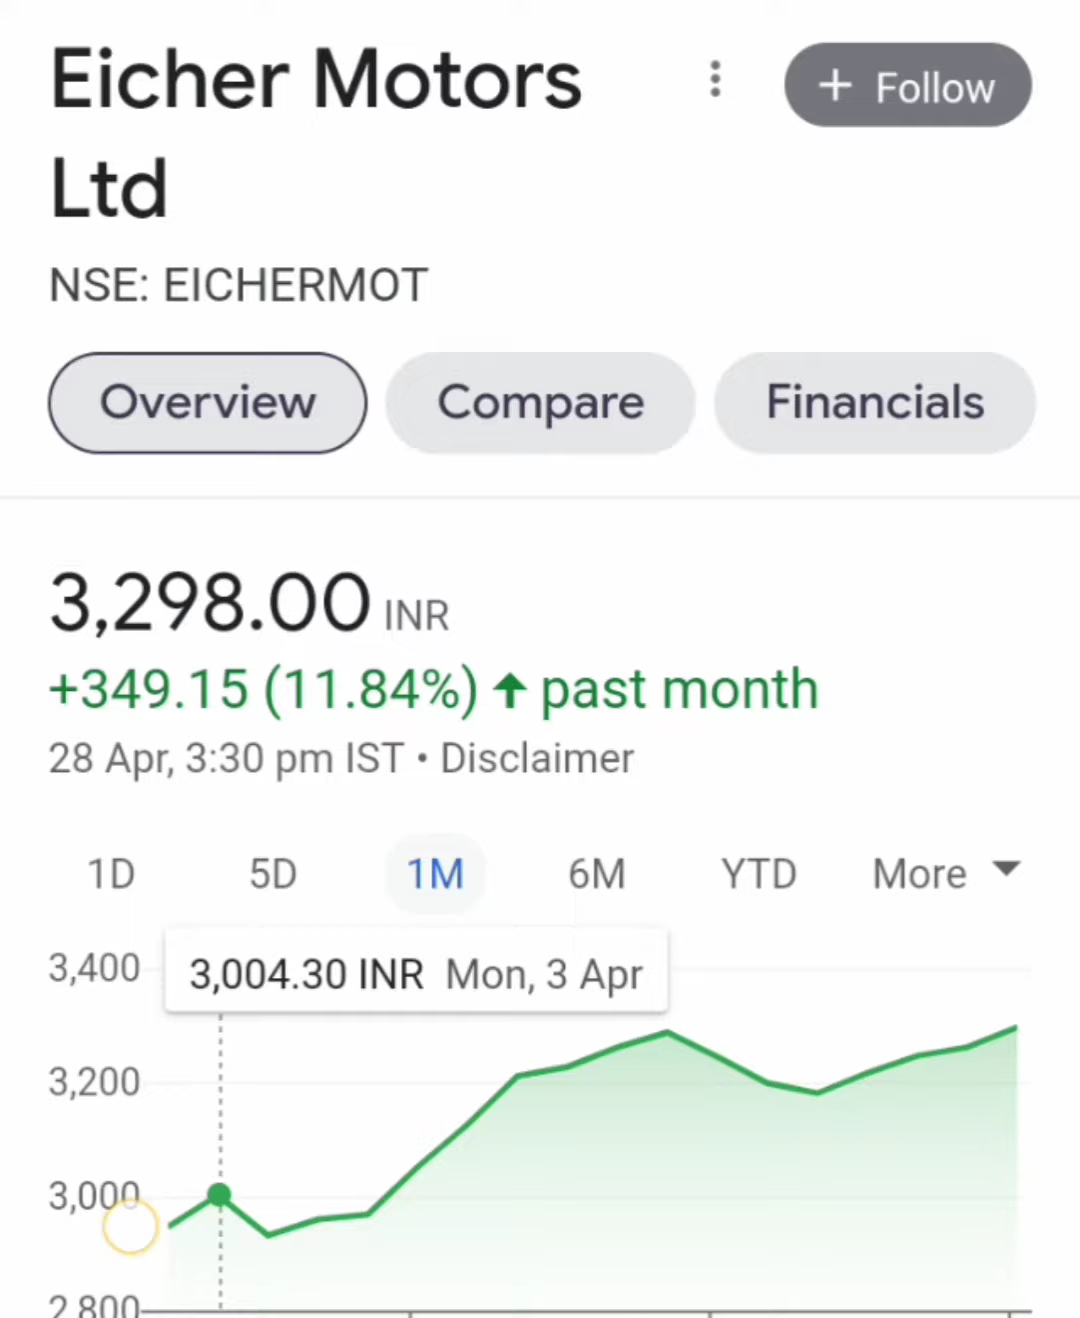 Eicher Motors
Ltd
+ Follow
NSE: EICHERMOT
Overview Compare Financials
3,298.00 INR
+349.15 (11.84%) ↑ past month
28 Apr, 3:30 pm IST • Disclaimer
1D 5D 1M 6M YTD More
3,004.30 INR Mon, 3 Apr
3,400
3,200
3,000
2,800